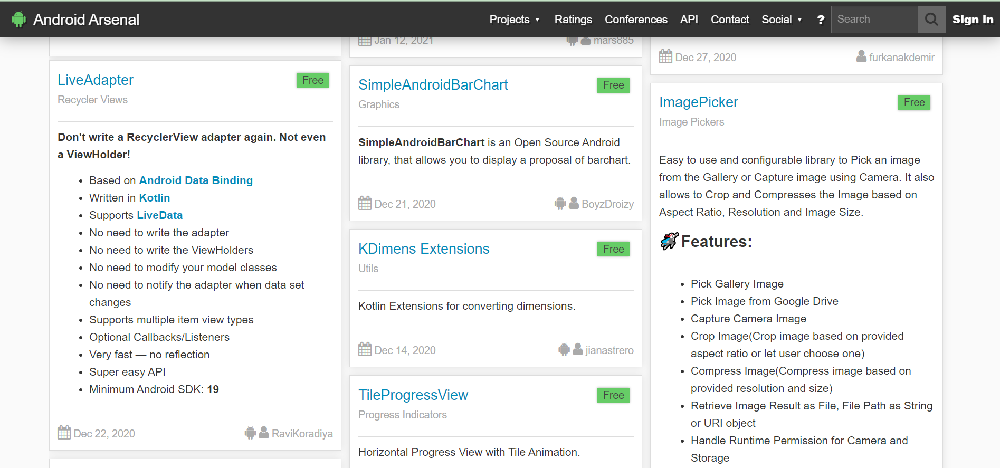 Android Arsenal
Projects ▼ Ratings Conferences API Contact Social ▼ ? Search Sign in
LiveAdapter Free
Recycler Views
Don't write a RecyclerView adapter again. Not even
a ViewHolder!
• Based on Android Data Binding
• Written in Kotlin
• Supports LiveData
• No need to write the adapter
• No need to write the ViewHolders
• No need to modify your model classes
• No need to notify the adapter when data set
changes
• Supports multiple item view types
• Optional Callbacks/Listeners
• Very fast — no reflection
• Super easy API
• Minimum Android SDK: 19
Dec 22, 2020 RaviKoradiya
Jan 12, 2021 mars885
SimpleAndroidBarChart Free
Graphics
SimpleAndroidBarChart is an Open Source Android
library, that allows you to display a proposal of barchart.
Dec 21, 2020 BoyzDroizy
KDimens Extensions Free
Utils
Kotlin Extensions for converting dimensions.
Dec 14, 2020 jianastrero
TileProgressView Free
Progress Indicators
Horizontal Progress View with Tile Animation.
Dec 27, 2020 furkanakdemir
ImagePicker Free
Image Pickers
Easy to use and configurable library to Pick an image
from the Gallery or Capture image using Camera. It also
allows to Crop and Compresses the Image based on
Aspect Ratio, Resolution and Image Size.
Features:
• Pick Gallery Image
• Pick Image from Google Drive
• Capture Camera Image
• Crop Image(Crop image based on provided
aspect ratio or let user choose one)
• Compress Image(Compress image based on
provided resolution and size)
• Retrieve Image Result as File, File Path as String
or URI object
• Handle Runtime Permission for Camera and
Storage